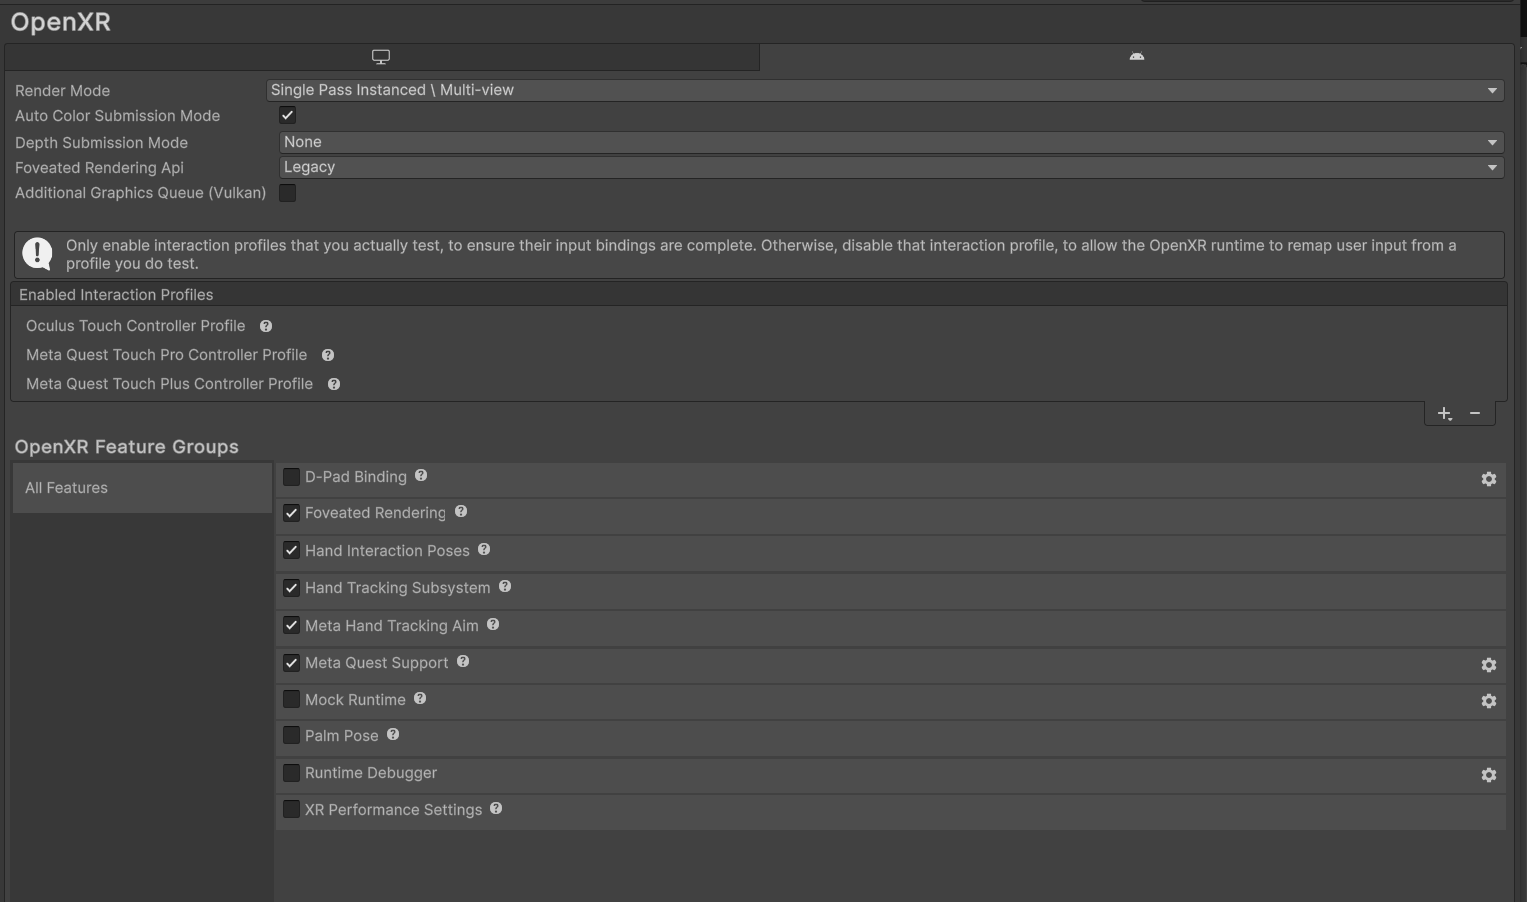 OpenXR
Render Mode
Single Pass Instanced \ Multi-view
Auto Color Submission Mode
Depth Submission Mode
None
Foveated Rendering Api
Legacy
Additional Graphics Queue (Vulkan)
Only enable interaction profiles that you actually test, to ensure their input bindings are complete. Otherwise, disable that interaction profile, to allow the OpenXR runtime to remap user input from a
profile you do test.
Enabled Interaction Profiles
Oculus Touch Controller Profile
Meta Quest Touch Pro Controller Profile
Meta Quest Touch Plus Controller Profile
OpenXR Feature Groups
All Features
D-Pad Binding
Foveated Rendering
Hand Interaction Poses
Hand Tracking Subsystem
Meta Hand Tracking Aim
Meta Quest Support
Mock Runtime
Palm Pose
Runtime Debugger
XR Performance Settings